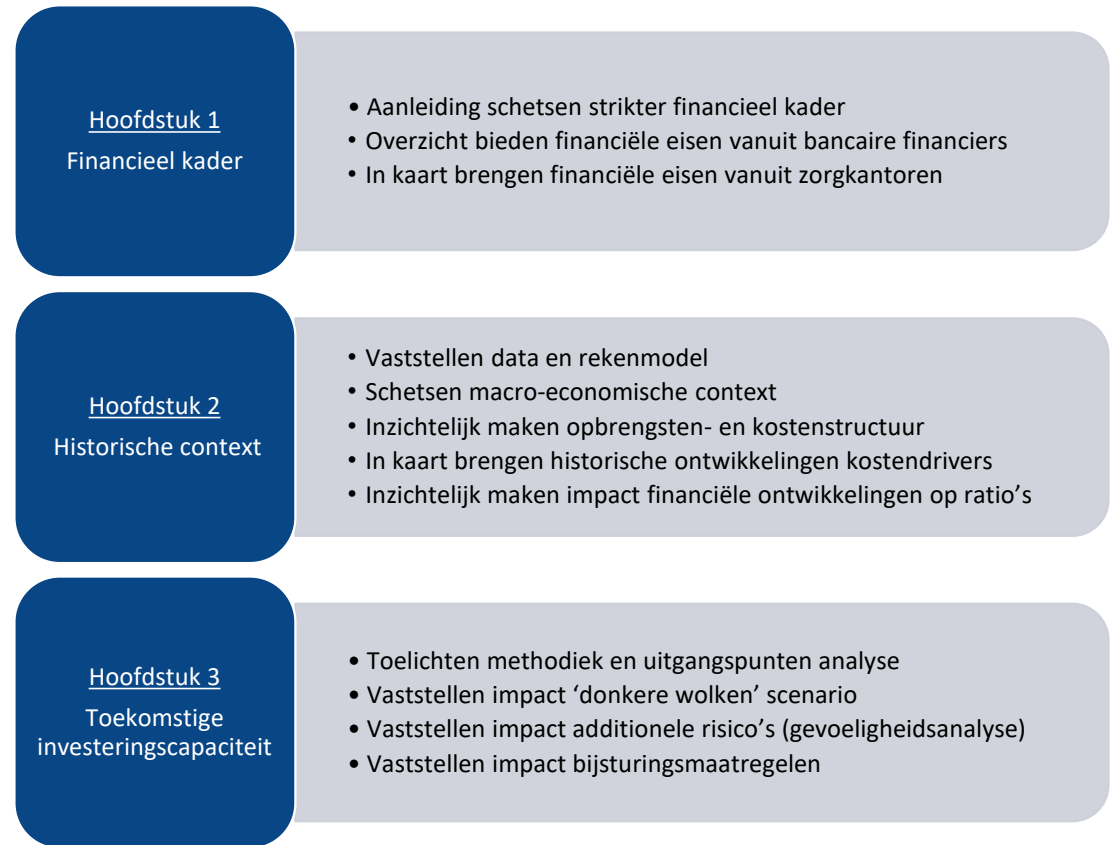 Hoofdstuk 1
Financieel kader
• Aanleiding schetsen strikter financieel kader
• Overzicht bieden financiële eisen vanuit bancaire financiers
• In kaart brengen financiële eisen vanuit zorgkantoren
Hoofdstuk 2
Historische context
• Vaststellen data en rekenmodel
• Schetsen macro-economische context
• Inzichtelijk maken opbrengsten- en kostenstructuur
• In kaart brengen historische ontwikkelingen kostendrivers
• Inzichtelijk maken impact financiële ontwikkelingen op ratio’s
Hoofdstuk 3
Toekomstige
investeringscapaciteit
• Toelichten methodiek en uitgangspunten analyse
• Vaststellen impact ‘donkere wolken’ scenario
• Vaststellen impact additionele risico’s (gevoeligheidsanalyse)
• Vaststellen impact bijsturingsmaatregelen